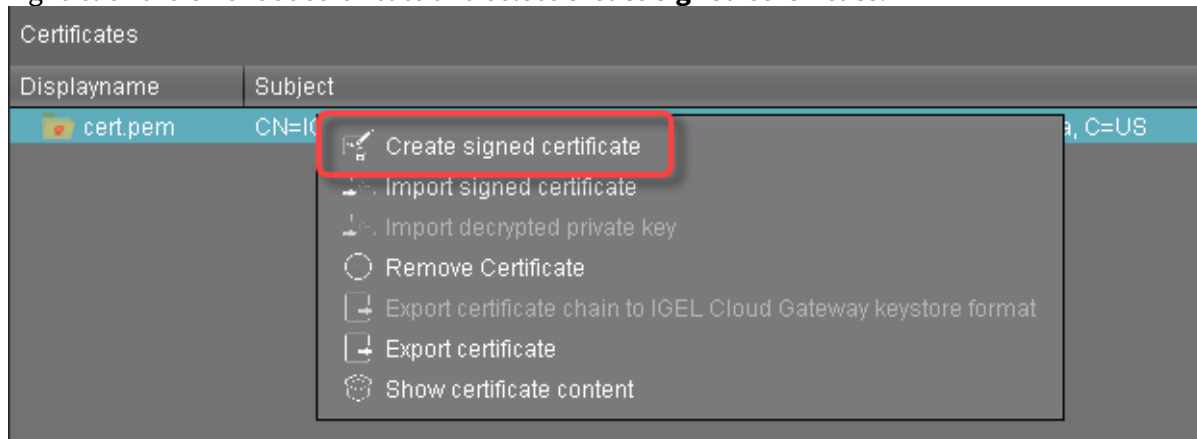 Certificates
Displayname Subject
cert.pem CN=IG a, C=US
Create signed certificate
Import signed certificate
Import decrypted private key
Remove Certificate
Export certificate chain to IGEL Cloud Gateway keystore format
Export certificate
Show certificate content